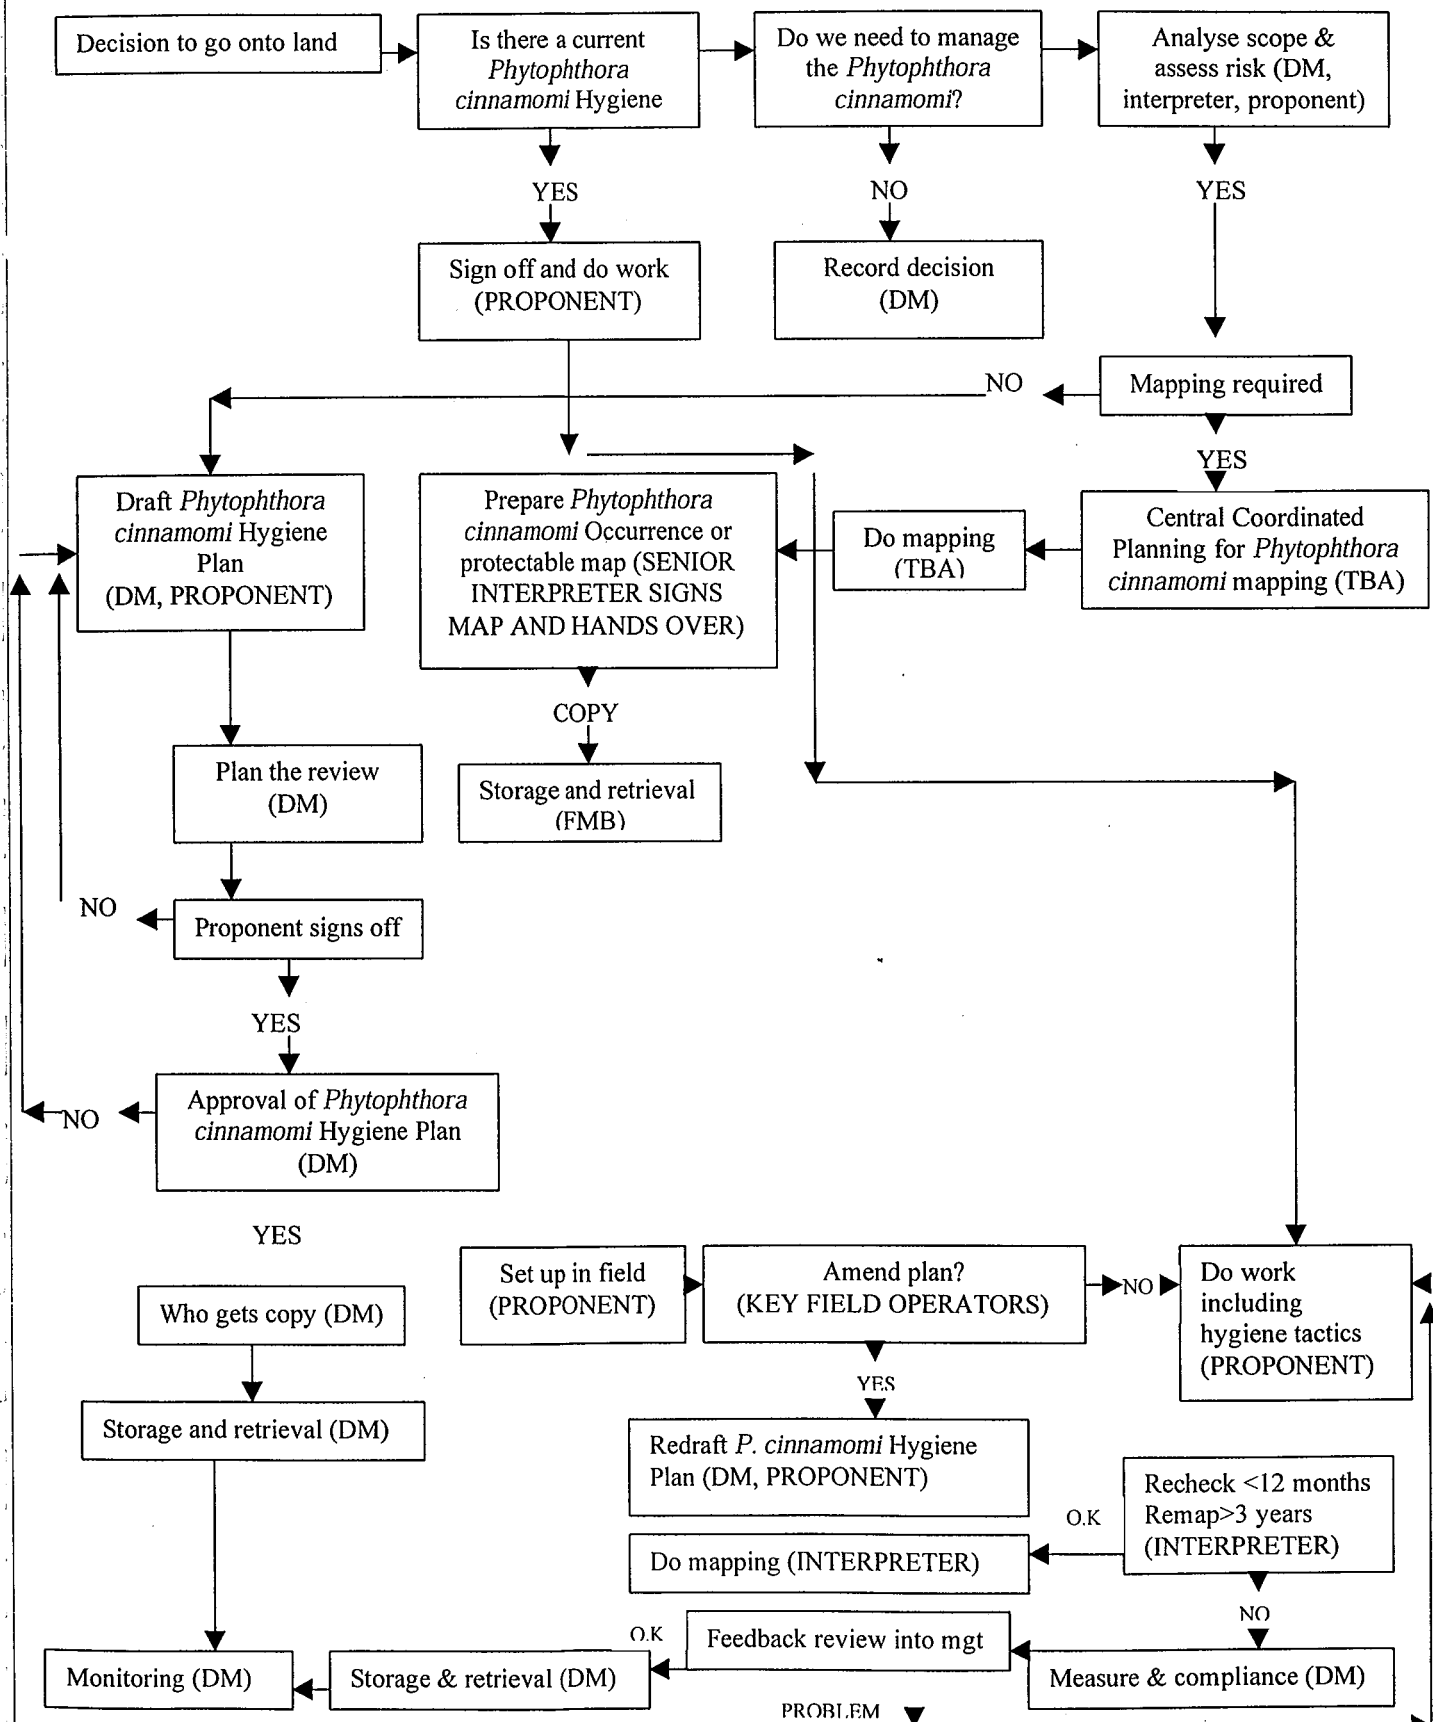 Decision to go onto land
Is there a current
Phytophthora
cinnamomi Hygiene
Do we need to manage
the Phytophthora
cinnamomi?
Analyse scope &
assess risk (DM,
interpreter, proponent)
YES
NO
YES
Sign off and do work
(PROPONENT)
Record decision
(DM)
NO
Mapping required
YES
Draft Phytophthora
cinnamomi Hygiene
Plan
(DM, PROPONENT)
Prepare Phytophthora
cinnamomi Occurrence or
protectable map (SENIOR
INTERPRETER SIGNS
MAP AND HANDS OVER)
Do mapping
(TBA)
Central Coordinated
Planning for Phytophthora
cinnamomi mapping (TBA)
COPY
Plan the review
(DM)
Storage and retrieval
(FMB)
NO
Proponent signs off
YES
NO
Approval of Phytophthora
cinnamomi Hygiene Plan
(DM)
YES
Who gets copy (DM)
Set up in field
(PROPONENT)
Amend plan?
(KEY FIELD OPERATORS)
NO
Do work
including
hygiene tactics
(PROPONENT)
YES
Storage and retrieval (DM)
Redraft P. cinnamomi Hygiene
Plan (DM, PROPONENT)
Recheck <12 months
Remap>3 years
(INTERPRETER)
O.K
Do mapping (INTERPRETER)
NO
O.K
Feedback review into mgt
Monitoring (DM)
Storage & retrieval (DM)
Measure & compliance (DM)
PROBLEM